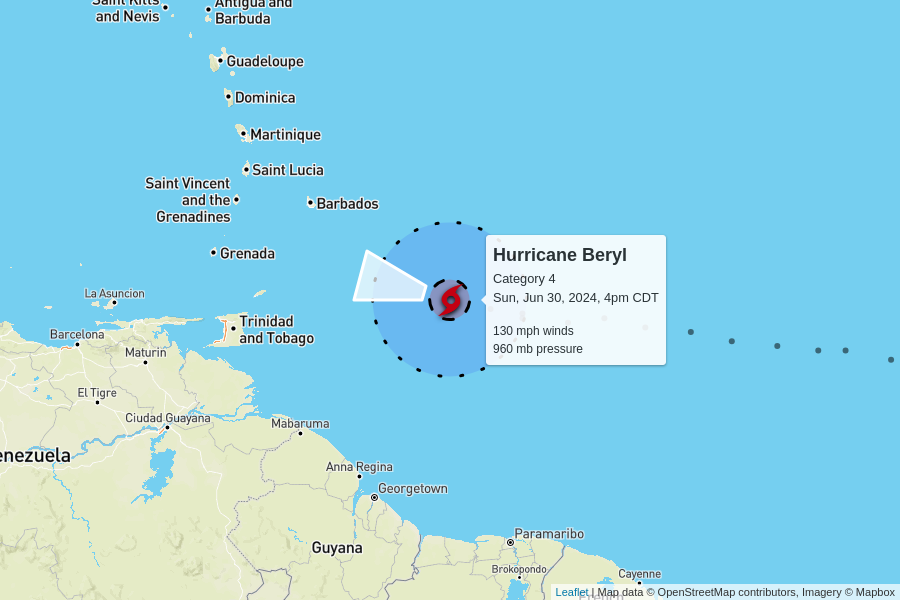 Saint Kitts
and Nevis
Antigua and
Barbuda
Guadeloupe
Dominica
Martinique
Saint Lucia
Saint Vincent
and the
Grenadines
Barbados
Grenada
Hurricane Beryl
Category 4
Sun, Jun 30, 2024, 4pm CDT
130 mph winds
960 mb pressure
La Asuncion
Trinidad
and Tobago
Barcelona
Maturin
El Tigre
Ciudad Guayana
Mabaruma
enezuela
Anna Regina
Georgetown
Guyana
Paramaribo
Brokopondo
Cayenne
French
Leaflet | Map data © OpenStreetMap contributors, Imagery © Mapbox